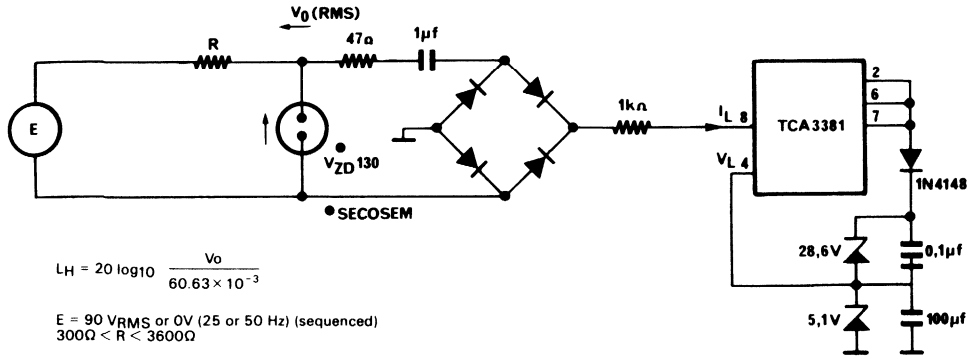 V0 (RMS)
R
47Ω
1µf
E
VZD 130
● SECOSEM
1kΩ
IL 8
VL 4
TCA3381
2
6
7
1N4148
28,6V
0,1µf
5,1V
100µf
LH = 20 log10 Vo
60.63 × 10⁻³
E = 90 VRMS or 0V (25 or 50 Hz) (sequenced)
300Ω < R < 3600Ω